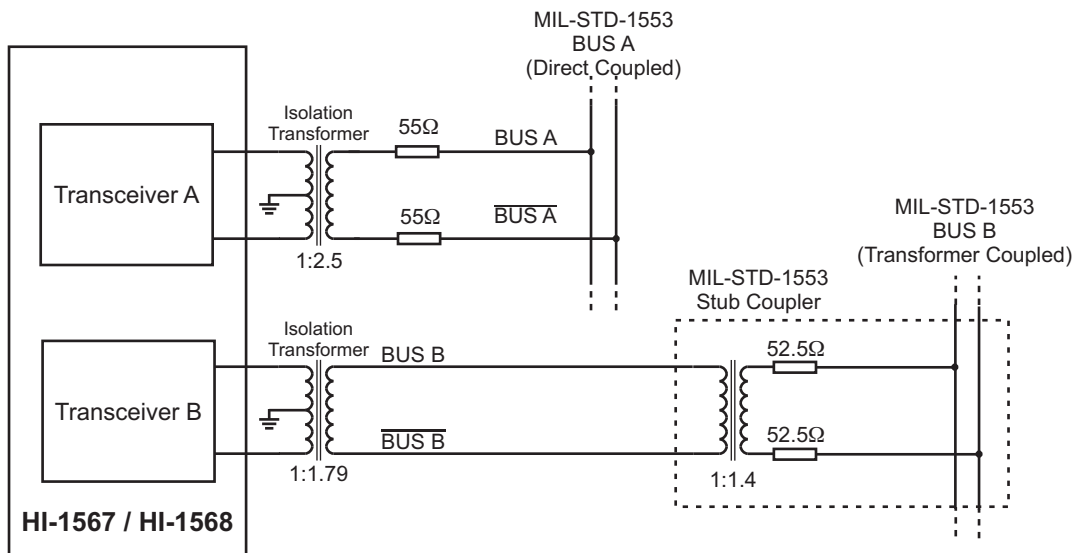 MIL-STD-1553
BUS A
(Direct Coupled)
Isolation
Transformer
55Ω
BUS A
Transceiver A
55Ω
BUS A
1:2.5
MIL-STD-1553
BUS B
(Transformer Coupled)
MIL-STD-1553
Stub Coupler
Isolation
Transformer
BUS B
52.5Ω
Transceiver B
52.5Ω
BUS B
1:1.79
1:1.4
HI-1567 / HI-1568